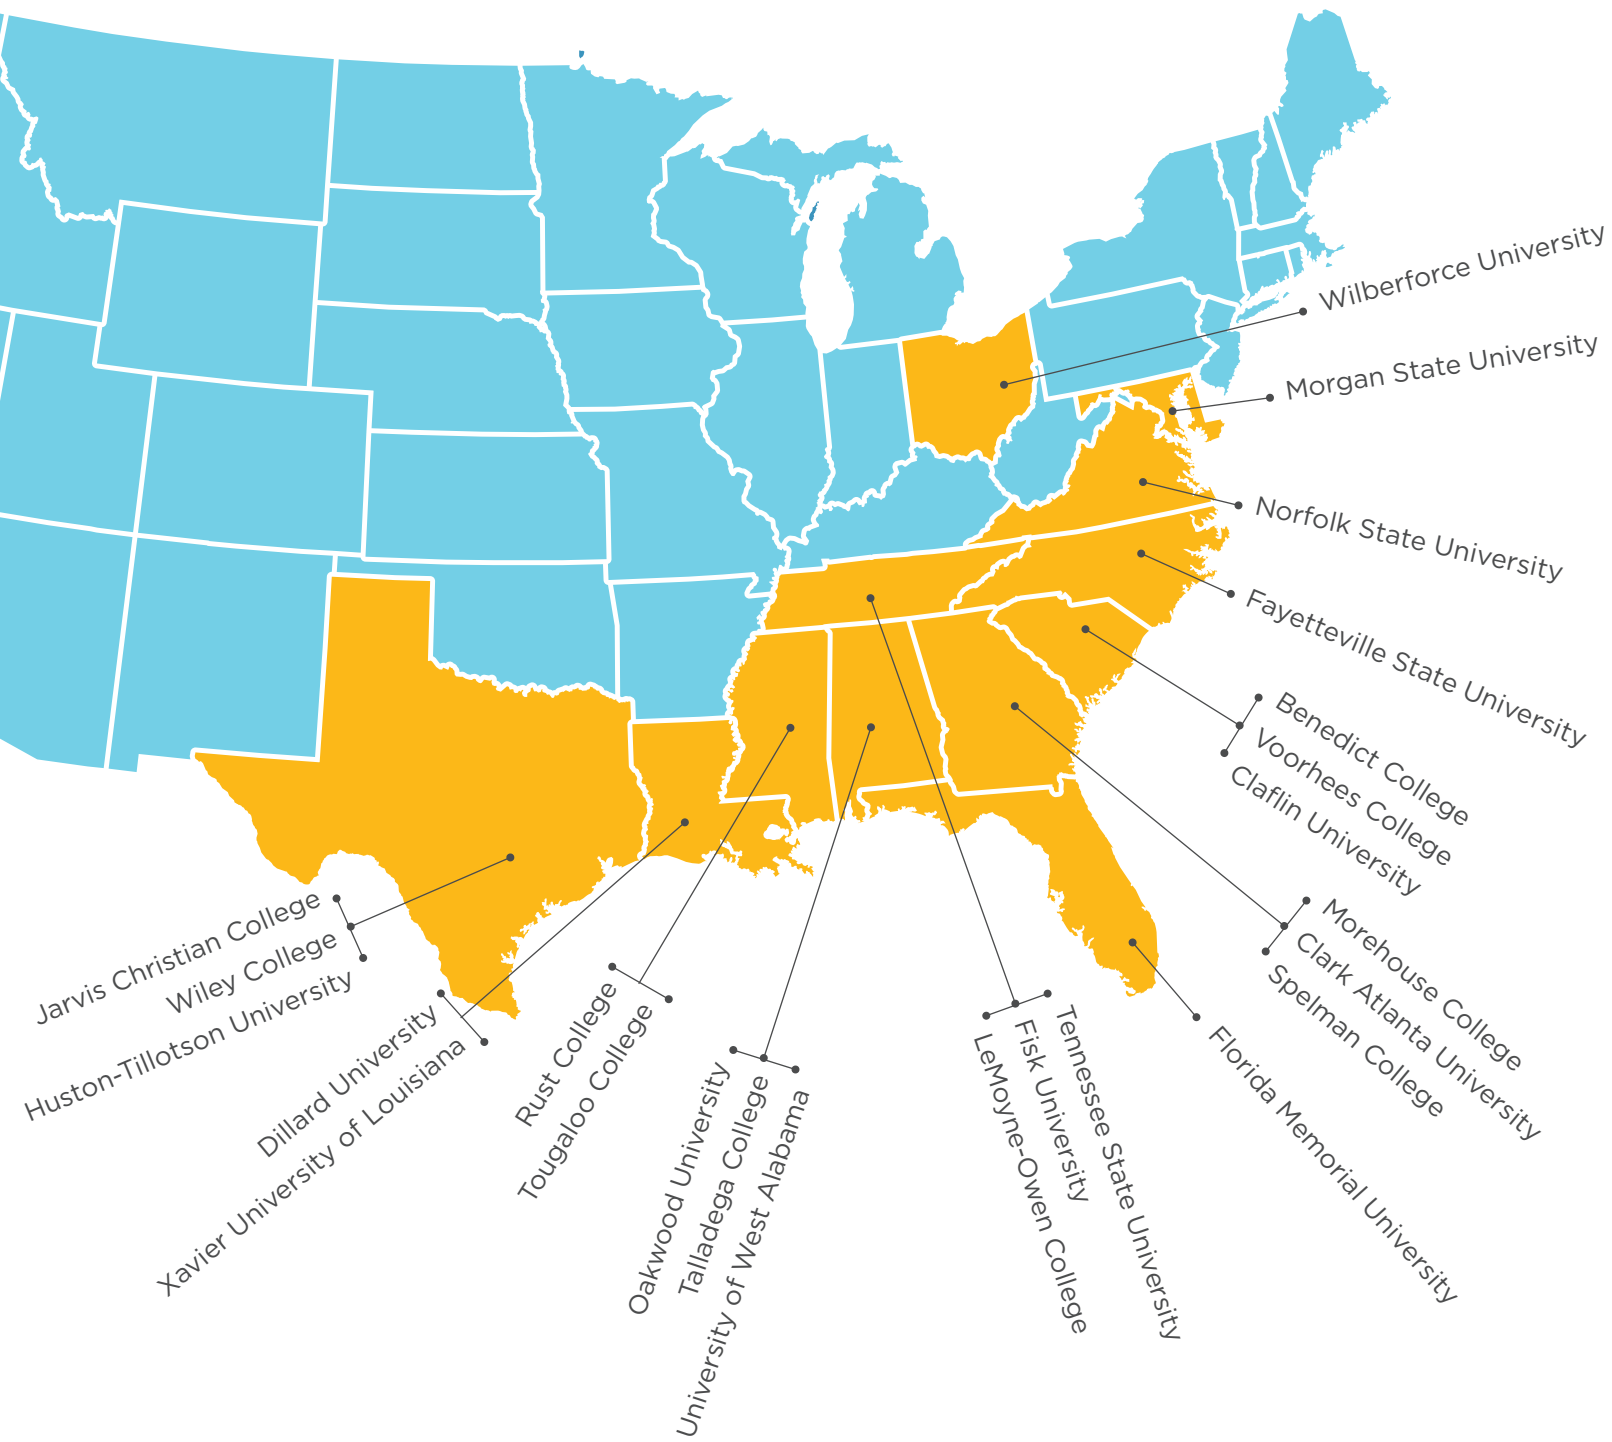 Wilberforce University
Morgan State University
Norfolk State University
Fayetteville State University
Benedict College
Voorhees College
Claflin University
Morehouse College
Clark Atlanta University
Spelman College
Florida Memorial University
Tennessee State University
Fisk University
LeMoyne-Owen College
Oakwood University
Talladega College
University of West Alabama
Rust College
Tougaloo College
Dillard University
Xavier University of Louisiana
Jarvis Christian College
Wiley College
Huston-Tillotson University